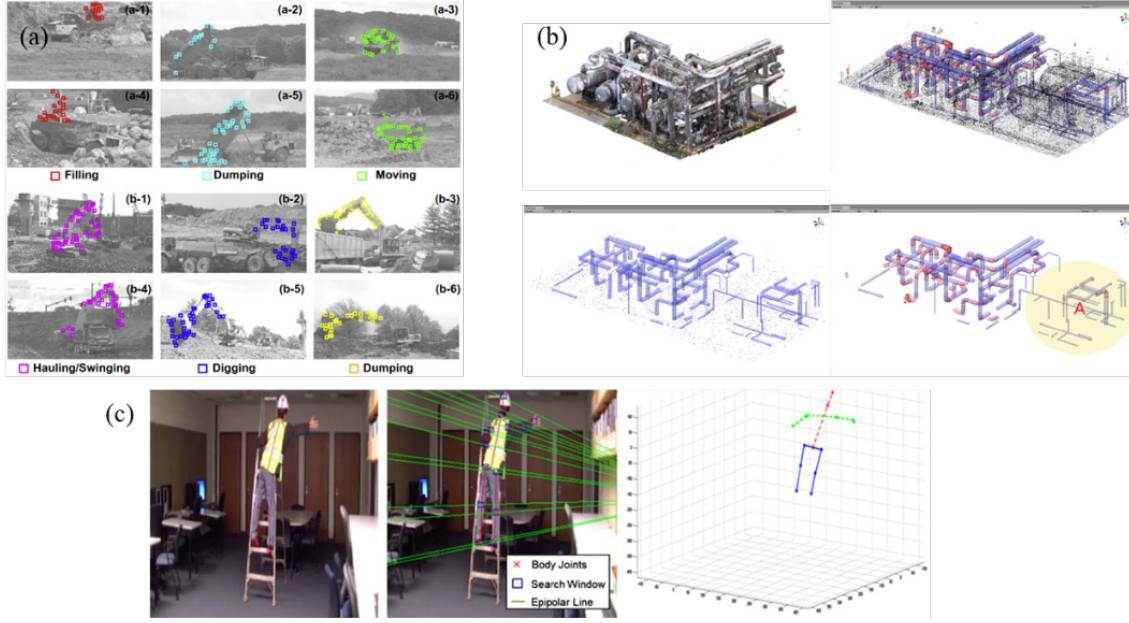 (a)
(a-1)
(a-2)
(a-3)
(a-4)
(a-5)
(a-6)
Filling
Dumping
Moving
(b-1)
(b-2)
(b-3)
(b-4)
(b-5)
(b-6)
Hauling/Swinging
Digging
Dumping
(b)
A
(c)
Body Joints
Search Window
Epipolar Line